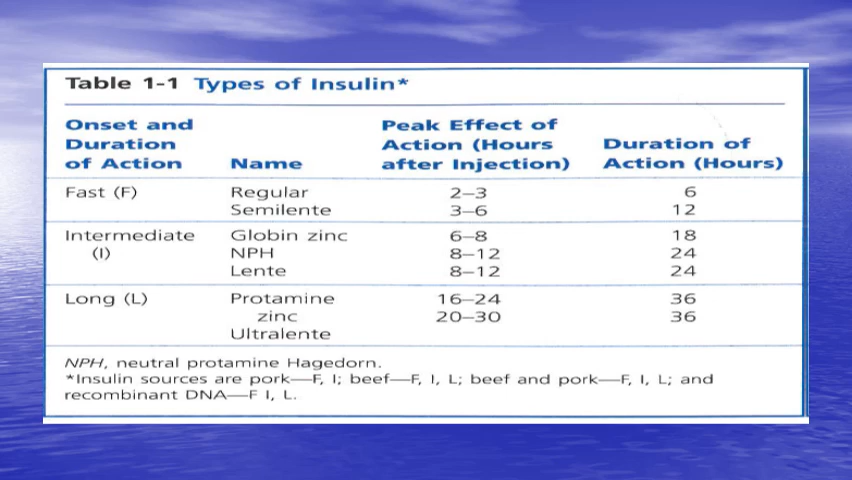 Table 1-1 Types of Insulin*
Onset and Duration of Action Name Peak Effect of Action (Hours after Injection) Duration of Action (Hours)
Fast (F) Regular 2–3 6
Semilente 3–6 12
Intermediate Globin zinc 6–8 18
(I) NPH 8–12 24
Lente 8–12 24
Long (L) Protamine 16–24 36
zinc 20–30 36
Ultralente
NPH, neutral protamine Hagedorn.
*Insulin sources are pork—F, I; beef—F, I, L; beef and pork—F, I, L; and
recombinant DNA—F I, L.